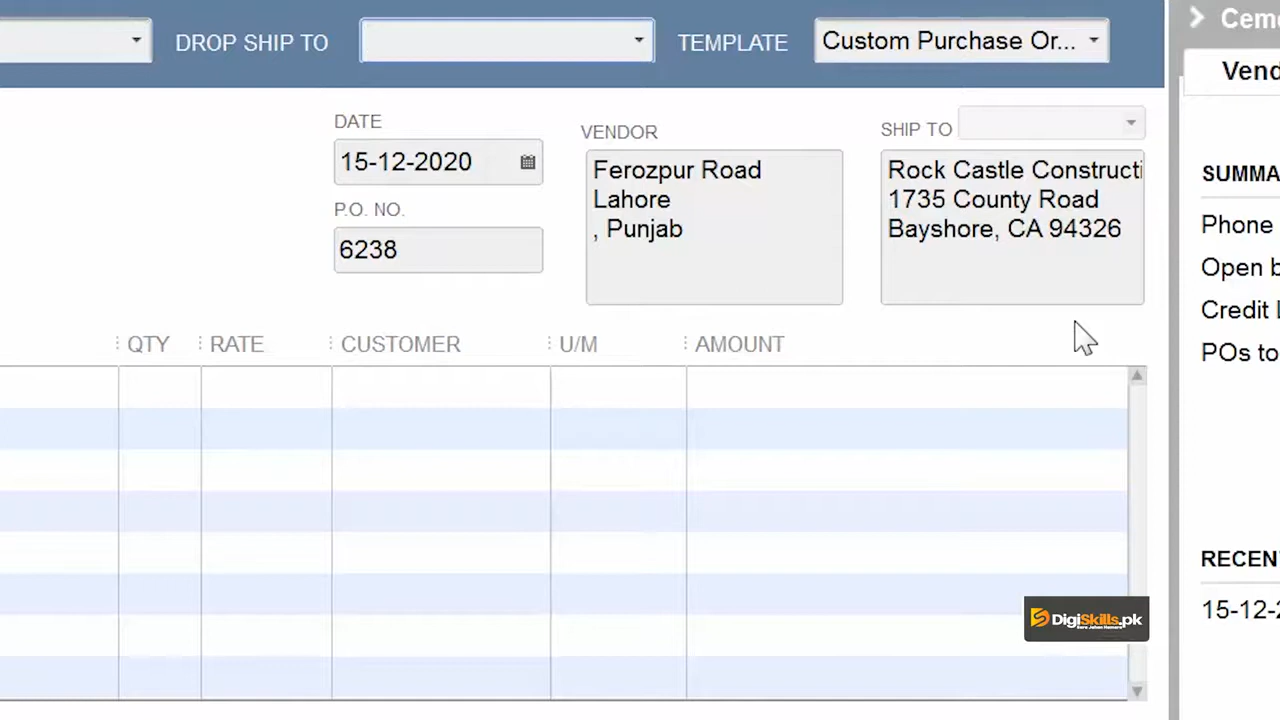 DROP SHIP TO
TEMPLATE
Custom Purchase Or...
DATE
15-12-2020
P.O. NO.
6238
VENDOR
Ferozpur Road
Lahore
, Punjab
SHIP TO
Rock Castle Constructi
1735 County Road
Bayshore, CA 94326
QTY
RATE
CUSTOMER
U/M
AMOUNT
Ceme
Vend
SUMMA
Phone
Open b
Credit L
POs to
RECEN
15-12-2
DigiSkills.pk